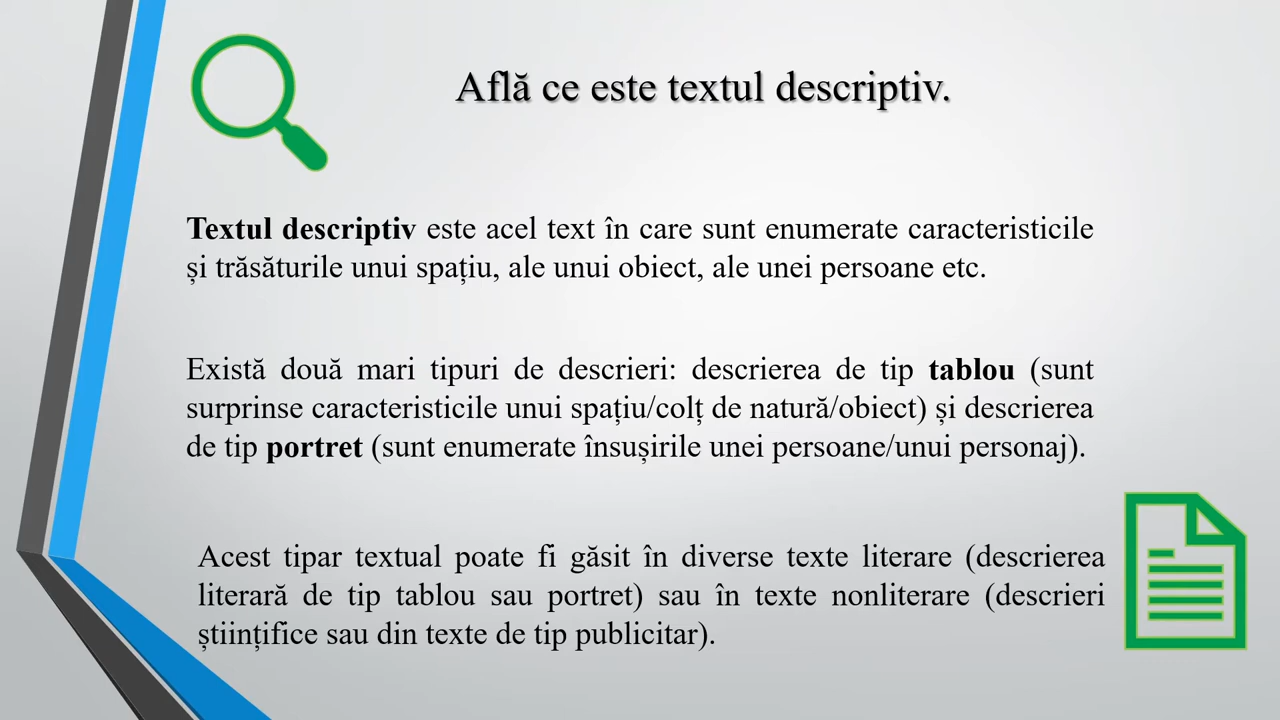 Află ce este textul descriptiv.
Textul descriptiv este acel text în care sunt enumerate caracteristicile
și trăsăturile unui spațiu, ale unui obiect, ale unei persoane etc.
Există două mari tipuri de descrieri: descrierea de tip tablou (sunt
surprinse caracteristicile unui spațiu/colț de natură/obiect) și descrierea
de tip portret (sunt enumerate însușirile unei persoane/unui personaj).
Acest tipar textual poate fi găsit în diverse texte literare (descrierea
literară de tip tablou sau portret) sau în texte nonliterare (descrieri
științifice sau din texte de tip publicitar).